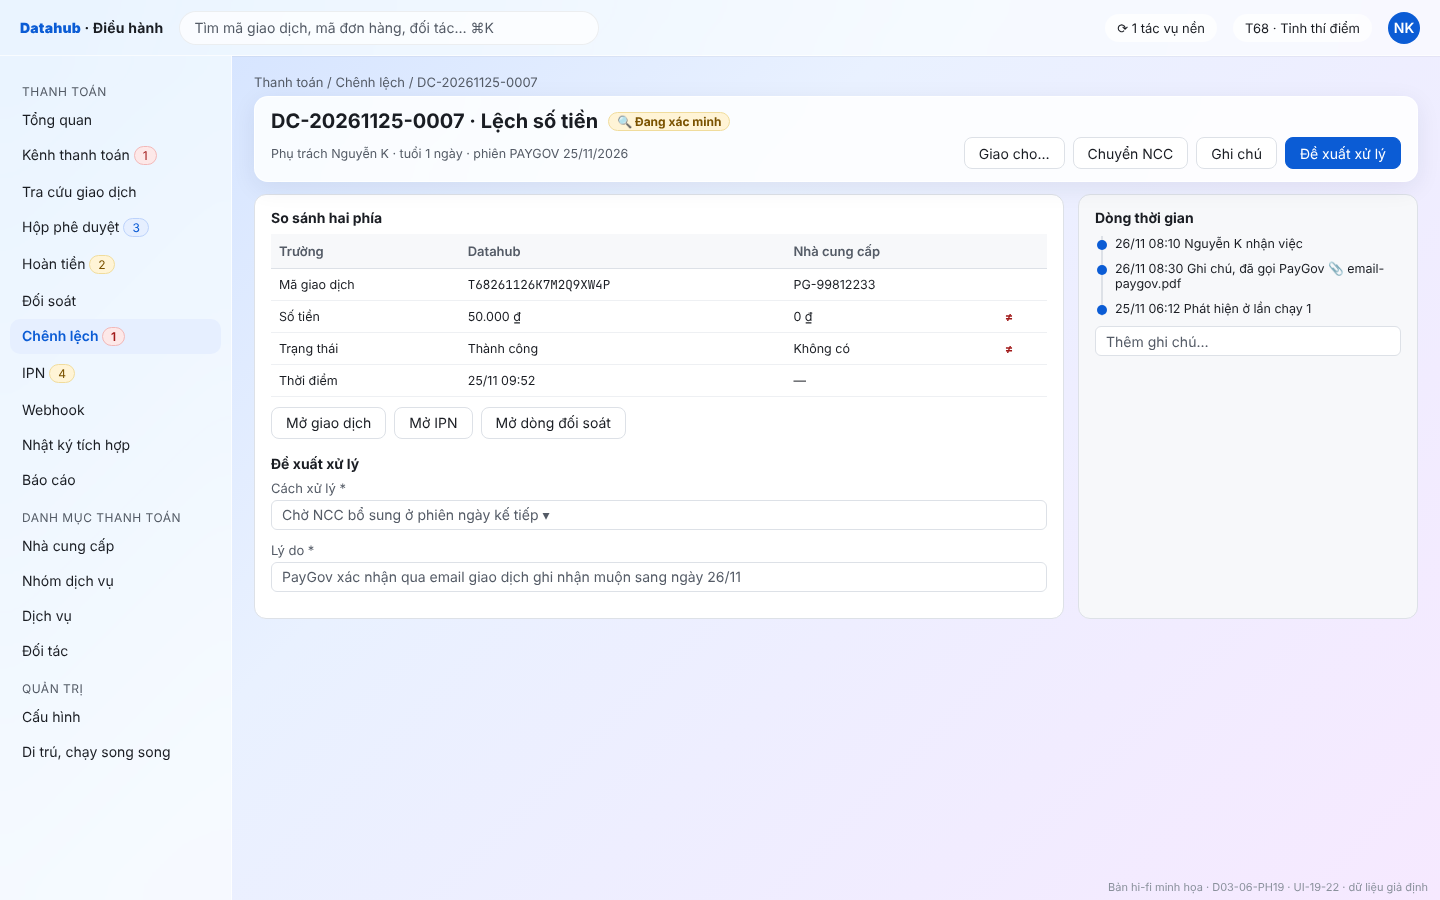 Datahub · Điều hành
Tìm mã giao dịch, mã đơn hàng, đối tác... ⌘K
⟳ 1 tác vụ nền
T68 · Tỉnh thí điểm
NK
THANH TOÁN
Tổng quan
Kênh thanh toán 1
Tra cứu giao dịch
Hộp phê duyệt 3
Hoàn tiền 2
Đối soát
Chênh lệch 1
IPN 4
Webhook
Nhật ký tích hợp
Báo cáo
DANH MỤC THANH TOÁN
Nhà cung cấp
Nhóm dịch vụ
Dịch vụ
Đối tác
QUẢN TRỊ
Cấu hình
Di trú, chạy song song
Thanh toán / Chênh lệch / DC-20261125-0007
DC-20261125-0007 · Lệch số tiền 🔍 Đang xác minh
Phụ trách Nguyễn K · tuổi 1 ngày · phiên PAYGOV 25/11/2026
Giao cho...
Chuyển NCC
Ghi chú
Đề xuất xử lý
So sánh hai phía
Trường Datahub Nhà cung cấp
Mã giao dịch T68261126K7M2Q9XW4P PG-99812233
Số tiền 50.000 ₫ 0 ₫ ≠
Trạng thái Thành công Không có ≠
Thời điểm 25/11 09:52 —
Mở giao dịch
Mở IPN
Mở dòng đối soát
Đề xuất xử lý
Cách xử lý *
Chờ NCC bổ sung ở phiên ngày kế tiếp ▾
Lý do *
PayGov xác nhận qua email giao dịch ghi nhận muộn sang ngày 26/11
Dòng thời gian
26/11 08:10 Nguyễn K nhận việc
26/11 08:30 Ghi chú, đã gọi PayGov 📎 email-
paygov.pdf
25/11 06:12 Phát hiện ở lần chạy 1
Thêm ghi chú...
Bản hi-fi minh họa · D03-06-PH19 · UI-19-22 · dữ liệu giả định